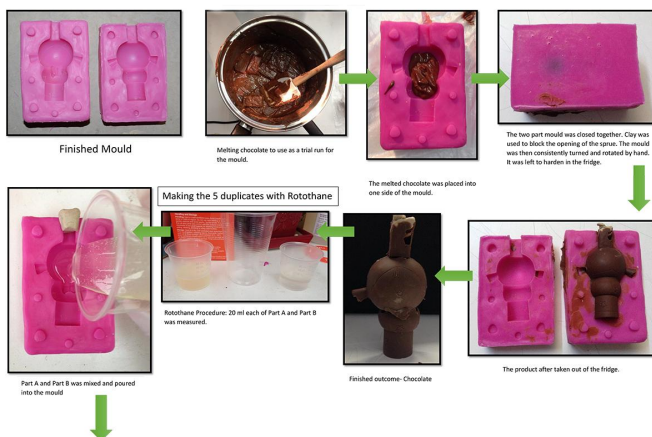 Finished Mould
Melting chocolate to use as a trial run for
the mould.
The melted chocolate was placed into
one side of the mould.
The two part mould was closed together. Clay was
used to block the opening of the sprue. The mould
was then consistently turned and rotated by hand.
It was left to harden in the fridge.
The product after taken out of the fridge.
Finished outcome- Chocolate
Making the 5 duplicates with Rotothane
Rotothane Procedure: 20 ml each of Part A and Part B
was measured.
Part A and Part B was mixed and poured
into the mould